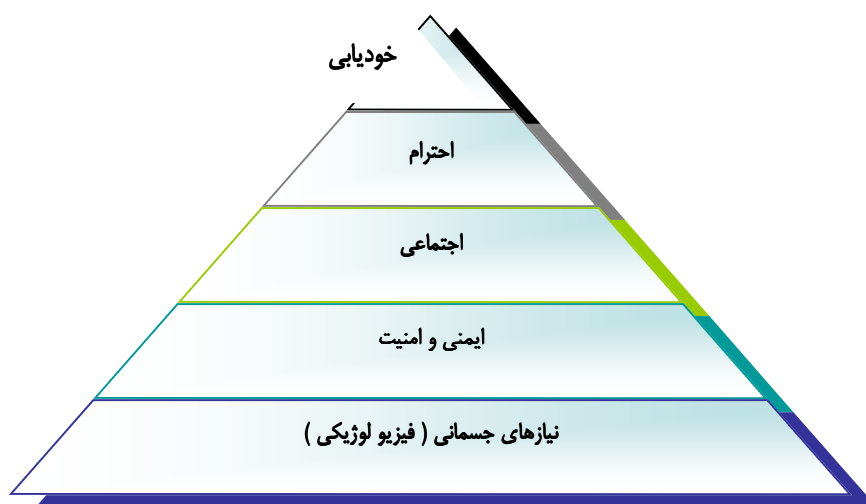 خودیابی
احترام
اجتماعی
ایمنی و امنیت
نیازهای جسمانی ( فیزیو لوژیکی )